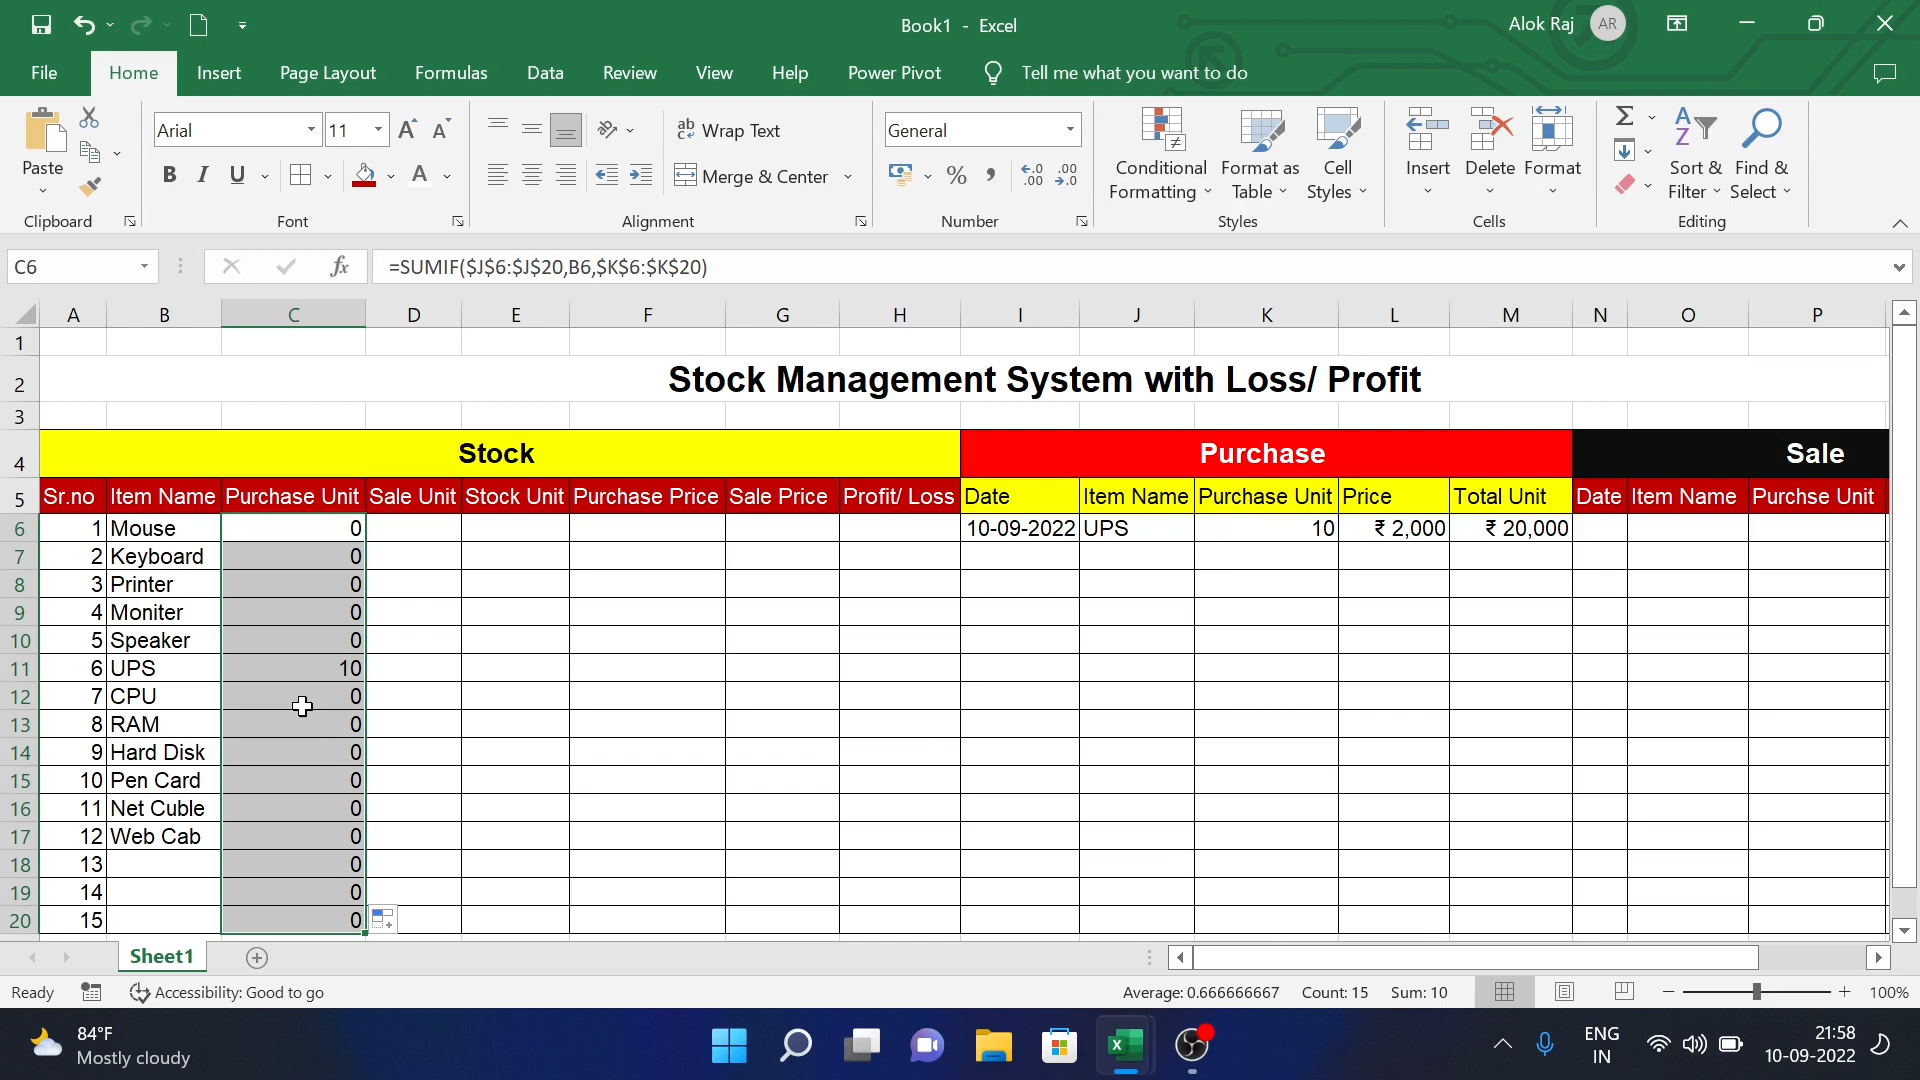 Book1 - Excel
Alok Raj AR
File Home Insert Page Layout Formulas Data Review View Help Power Pivot Tell me what you want to do
Paste
Clipboard
Arial 11
B I U A
Font
ab Wrap Text
Merge & Center
Alignment
General
% ,
Number
Conditional Formatting
Format as Table
Cell Styles
Styles
Insert Delete Format
Cells
Sort & Filter
Find & Select
Editing
C6 fx =SUMIF($J$6:$J$20,B6,$K$6:$K$20)
A B C D E F G H I J K L M N O P
1
2 Stock Management System with Loss/ Profit
3
4 Stock Purchase Sale
5 Sr.no Item Name Purchase Unit Sale Unit Stock Unit Purchase Price Sale Price Profit/ Loss Date Item Name Purchase Unit Price Total Unit Date Item Name Purchse Unit
6 1 Mouse 0 10-09-2022 UPS 10 ₹ 2,000 ₹ 20,000
7 2 Keyboard 0
8 3 Printer 0
9 4 Moniter 0
10 5 Speaker 0
11 6 UPS 10
12 7 CPU 0
13 8 RAM 0
14 9 Hard Disk 0
15 10 Pen Card 0
16 11 Net Cuble 0
17 12 Web Cab 0
18 13 0
19 14 0
20 15 0
Sheet1
Ready Accessibility: Good to go Average: 0.666666667 Count: 15 Sum: 10 100%
84°F
Mostly cloudy
ENG
IN
21:58
10-09-2022